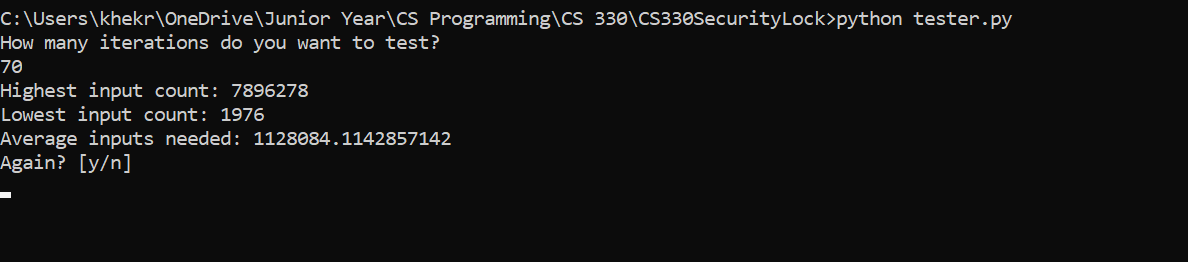 C:\Users\khekr\OneDrive\Junior Year\CS Programming\CS 330\CS330SecurityLock>python tester.py
How many iterations do you want to test?
70
Highest input count: 7896278
Lowest input count: 1976
Average inputs needed: 1128084.1142857142
Again? [y/n]